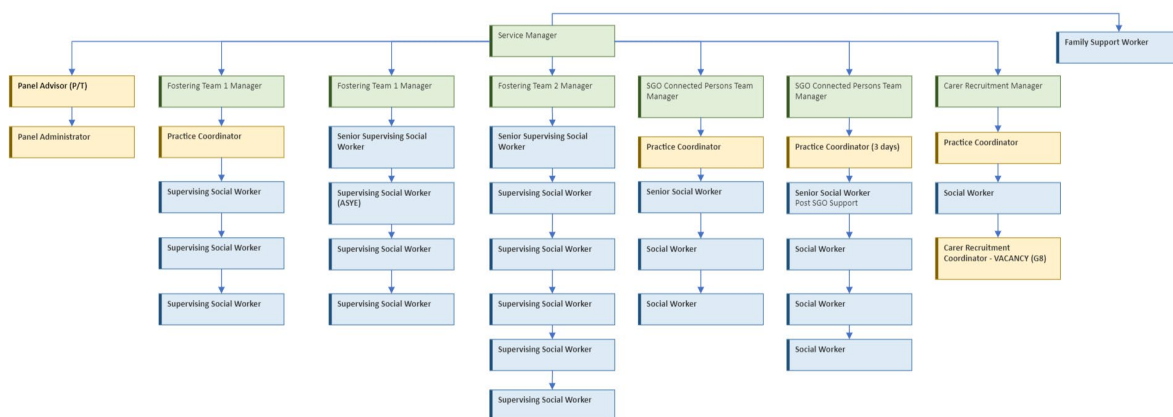 Service Manager
Family Support Worker
Panel Advisor (P/T)
Fostering Team 1 Manager
Fostering Team 1 Manager
Fostering Team 2 Manager
SGO Connected Persons Team
Manager
SGO Connected Persons Team
Manager
Carer Recruitment Manager
Panel Administrator
Practice Coordinator
Senior Supervising Social
Worker
Senior Supervising Social
Worker
Practice Coordinator
Practice Coordinator (3 days)
Practice Coordinator
Supervising Social Worker
Supervising Social Worker
(ASYE)
Supervising Social Worker
Senior Social Worker
Senior Social Worker
Post SGO Support
Social Worker
Supervising Social Worker
Supervising Social Worker
Supervising Social Worker
Social Worker
Social Worker
Carer Recruitment
Coordinator - VACANCY (G8)
Supervising Social Worker
Supervising Social Worker
Supervising Social Worker
Social Worker
Social Worker
Supervising Social Worker
Social Worker
Supervising Social Worker